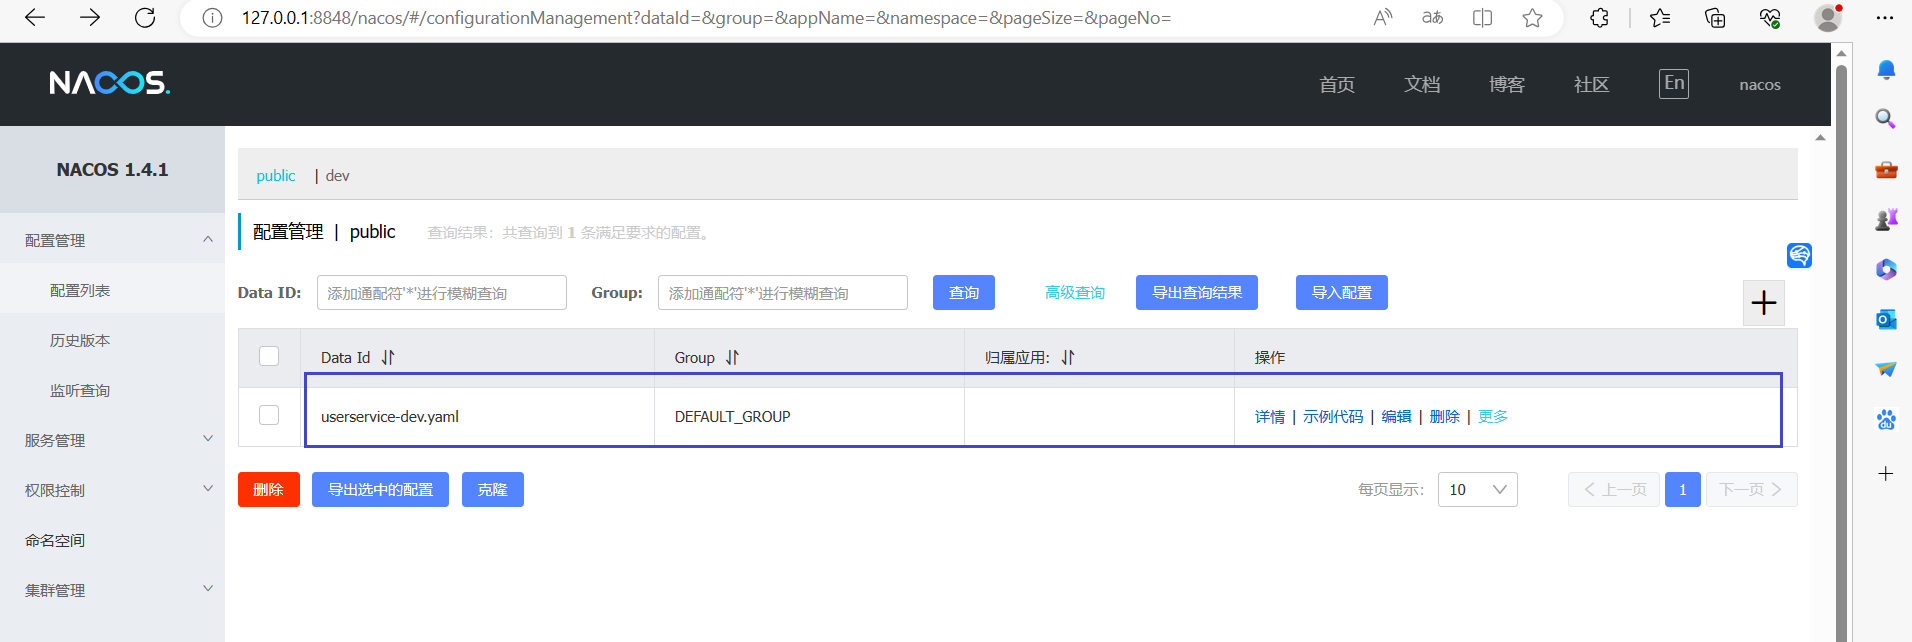 127.0.0.1:8848/nacos/#/configurationManagement?dataId=&group=&appName=&namespace=&pageSize=&pageNo=
NACOS.
首页 文档 博客 社区 En nacos
NACOS 1.4.1
public | dev
配置管理 | public 查询结果：共查询到 1 条满足要求的配置。
配置管理
配置列表
历史版本
监听查询
服务管理
权限控制
命名空间
集群管理
Data ID: 添加通配符'*'进行模糊查询 Group: 添加通配符'*'进行模糊查询 查询 高级查询 导出查询结果 导入配置
Data Id Group 归属应用: 操作
userservice-dev.yaml DEFAULT_GROUP 详情 | 示例代码 | 编辑 | 删除 | 更多
删除 导出选中的配置 克隆 每页显示: 10 上一页 1 下一页